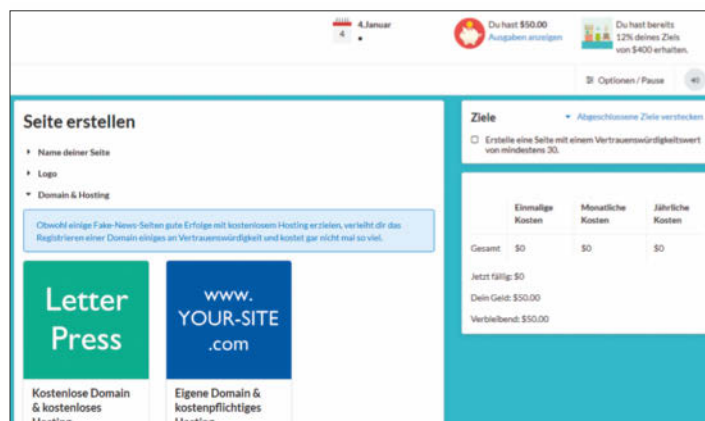 4. Januar
4
Du hast $50.00
Ausgaben anzeigen
Du hast bereits
12% deines Ziels
von $400 erhalten.
Optionen / Pause
Seite erstellen
Name deiner Seite
Logo
Domain & Hosting
Obwohl einige Fake-News-Seiten gute Erfolge mit kostenlosem Hosting erzielen, verleiht dir das
Registrieren einer Domain einiges an Vertrauenswürdigkeit und kostet gar nicht mal so viel.
Letter
Press
www.
YOUR-SITE
.com
Kostenlose Domain
& kostenloses
Hosting
Eigene Domain &
kostenpflichtiges
Hosting
Ziele
Abgeschlossene Ziele verstecken
Erstelle eine Seite mit einem Vertrauenswürdigkeitswert
von mindestens 30.
Einmalige Kosten
Monatliche Kosten
Jährliche Kosten
Gesamt $0 $0 $0
Jetzt fällig: $0
Dein Geld: $50.00
Verbleibend: $50.00